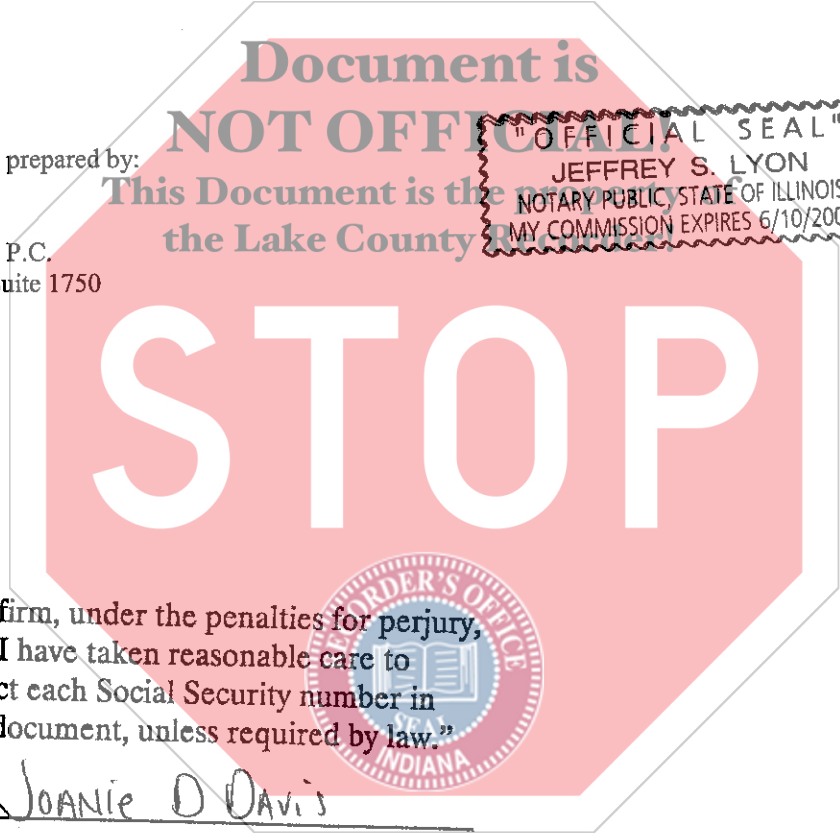 Document is
NOT OFFICIAL!
This Document is the property of
the Lake County Recorder!
"OFFICIAL SEAL"
JEFFREY S. LYON
NOTARY PUBLIC, STATE OF ILLINOIS
MY COMMISSION EXPIRES 6/10/200
prepared by:
P.C.
uite 1750
STOP
firm, under the penalties for perjury,
I have taken reasonable care to
ct each Social Security number in
document, unless required by law.”
RECORDER'S OFFICE
SEAL
INDIANA
JOANIE D DAVIS